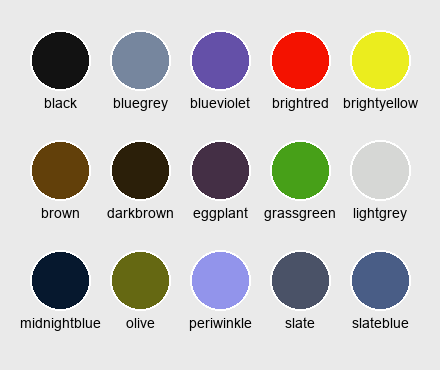 black bluegrey blueviolet brightred brightyellow
brown darkbrown eggplant grassgreen lightgrey
midnightblue olive periwinkle slate slateblue